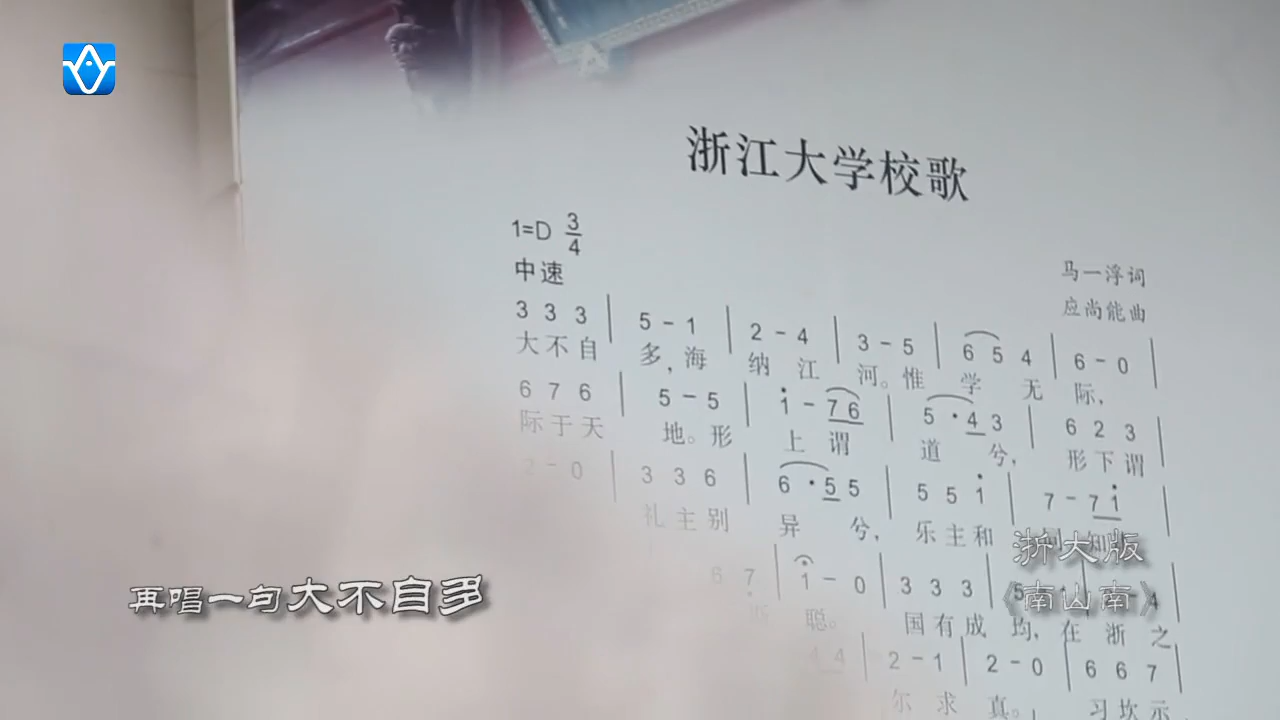 浙江大学校歌
1=D 3/4
中速
马一浮词
应尚能曲
3 3 3 | 5 - 1 | 2 - 4 | 3 - 5 | 6 5 4 | 6 - 0 |
大不自 多，海 纳 江 河。惟 学 无 际，
6 7 6 | 5 - 5 | 1 - 7 6 | 5 · 4 3 | 6 2 3 |
际于天 地。形 上 谓 道 兮， 形下谓
2 - 0 | 3 3 6 | 6 · 5 5 | 5 5 1 | 7 - 7 1 |
礼主别 异 兮， 乐主和
浙大版
6 7 | 1 - 0 | 3 3 3 |
再唱一句大不自多
《南山南》
聪。 国有成 均，在 浙 之
4 4 | 2 - 1 | 2 - 0 | 6 6 7 |
尔 求 真。 习坎示